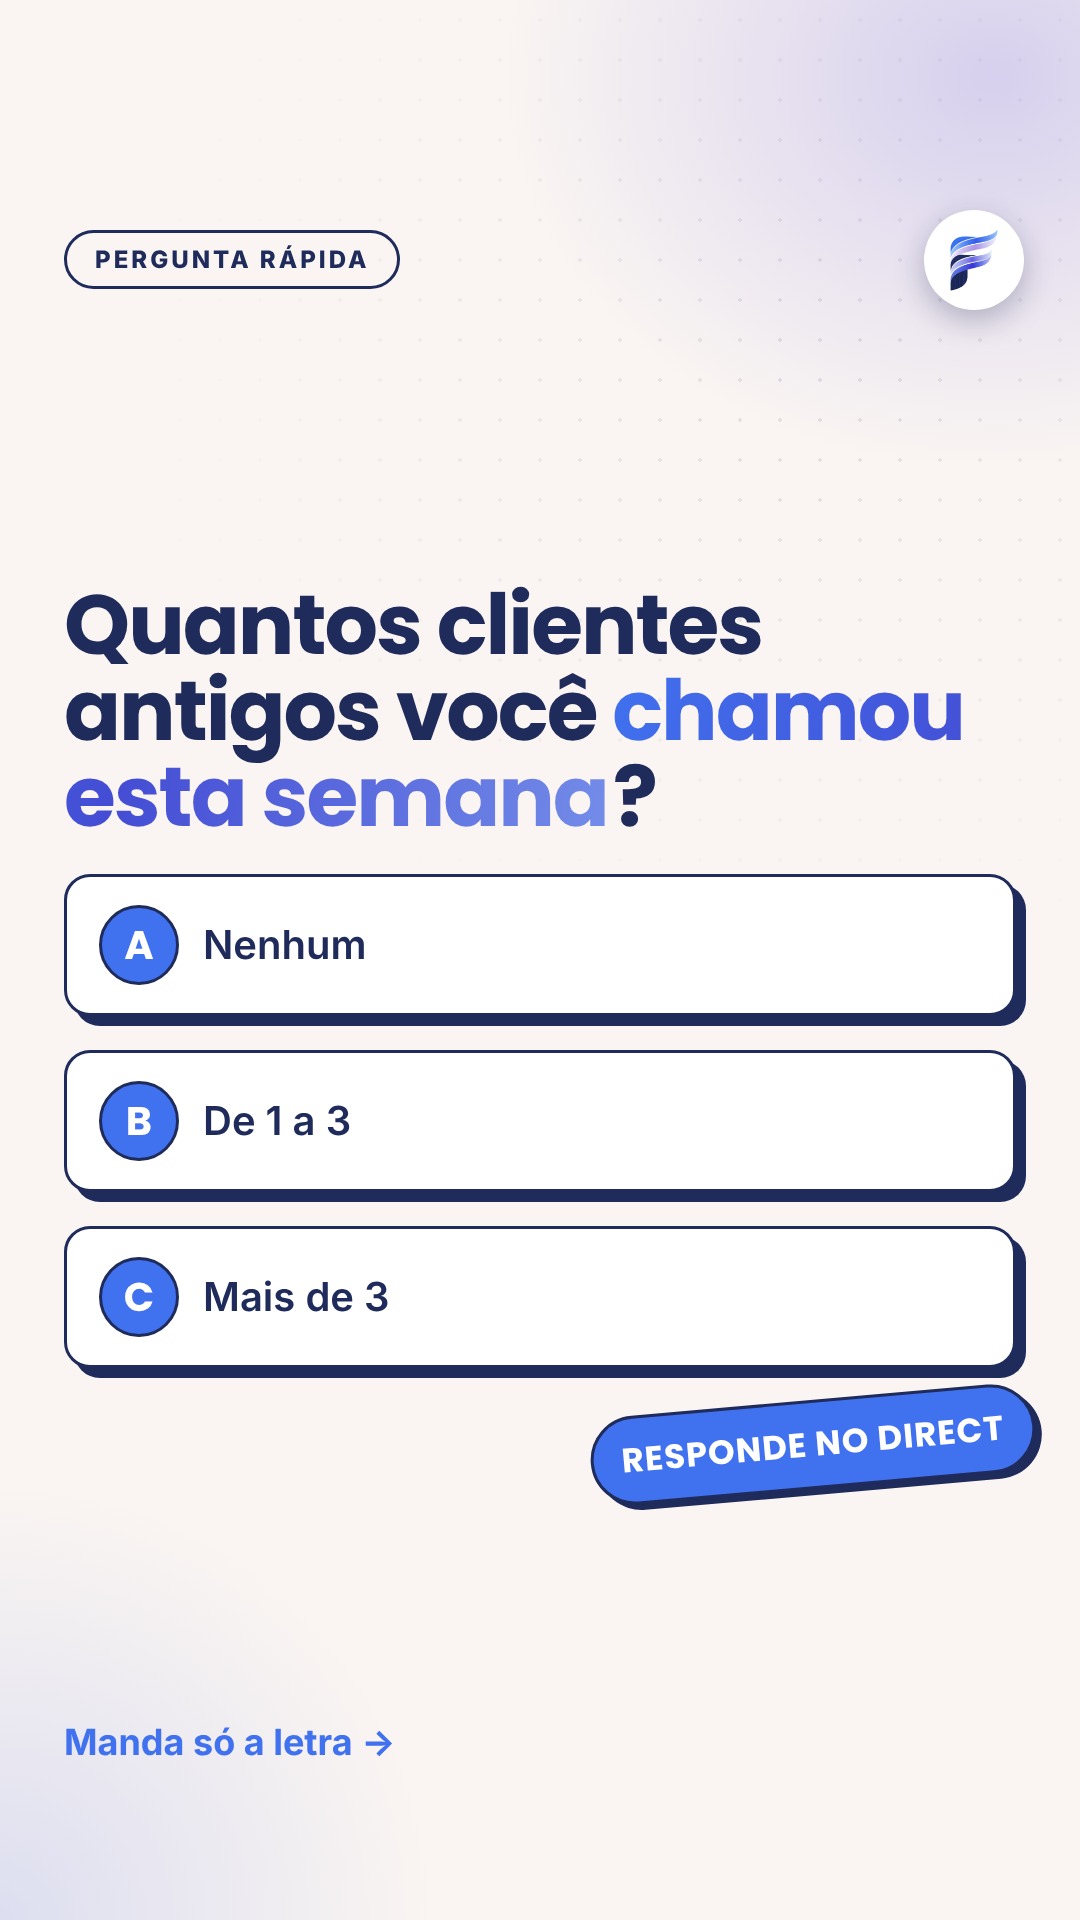 PERGUNTA RÁPIDA
Quantos clientes
antigos você chamou
esta semana?
A Nenhum
B De 1 a 3
C Mais de 3
RESPONDE NO DIRECT
Manda só a letra →